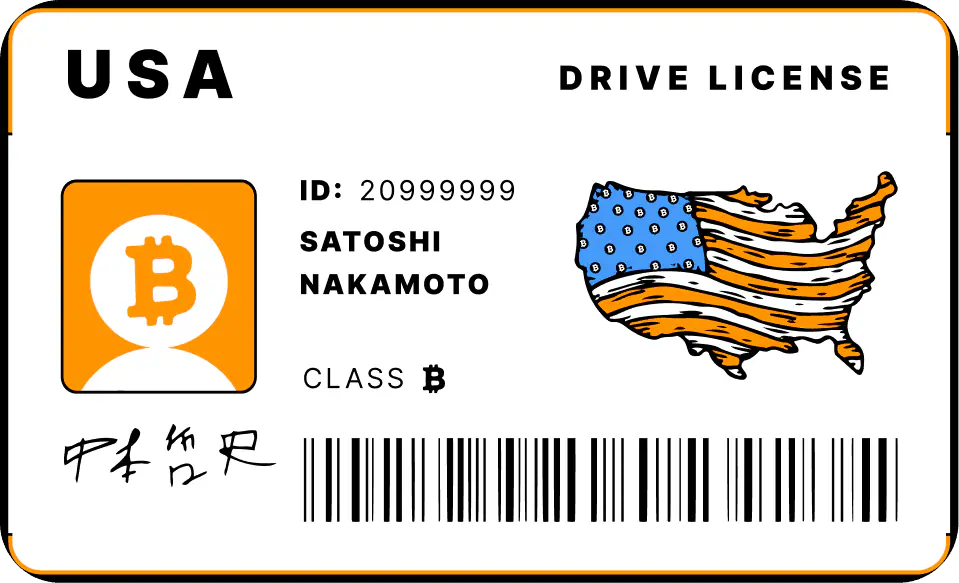 USA
DRIVE LICENSE
ID: 20999999
SATOSHI
NAKAMOTO
CLASS ₿
中本哲史